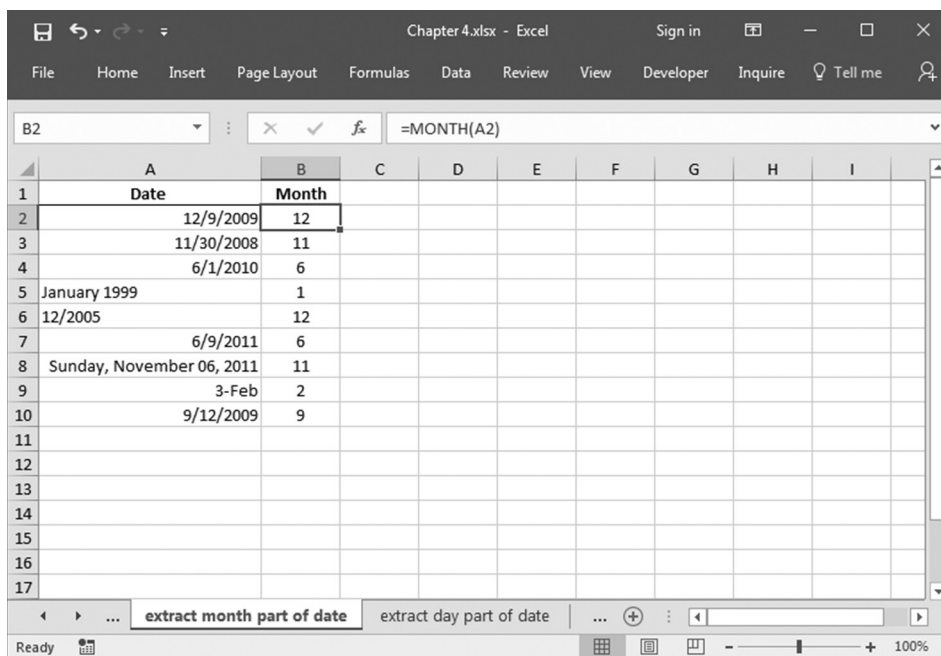 Chapter 4.xlsx - Excel Sign in
File Home Insert Page Layout Formulas Data Review View Developer Inquire Tell me
B2 fx =MONTH(A2)
A B C D E F G H I
1 Date Month
2 12/9/2009 12
3 11/30/2008 11
4 6/1/2010 6
5 January 1999 1
6 12/2005 12
7 6/9/2011 6
8 Sunday, November 06, 2011 11
9 3-Feb 2
10 9/12/2009 9
11
12
13
14
15
16
17
... extract month part of date extract day part of date ...
Ready 100%